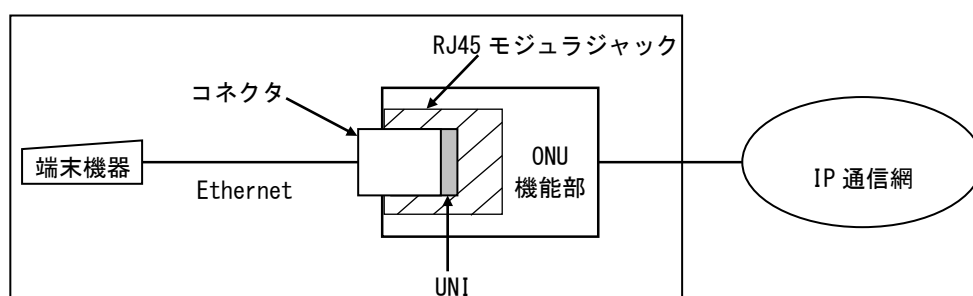 RJ45 モジュラジャック
コネクタ
端末機器
Ethernet
ONU
機能部
IP 通信網
UNI